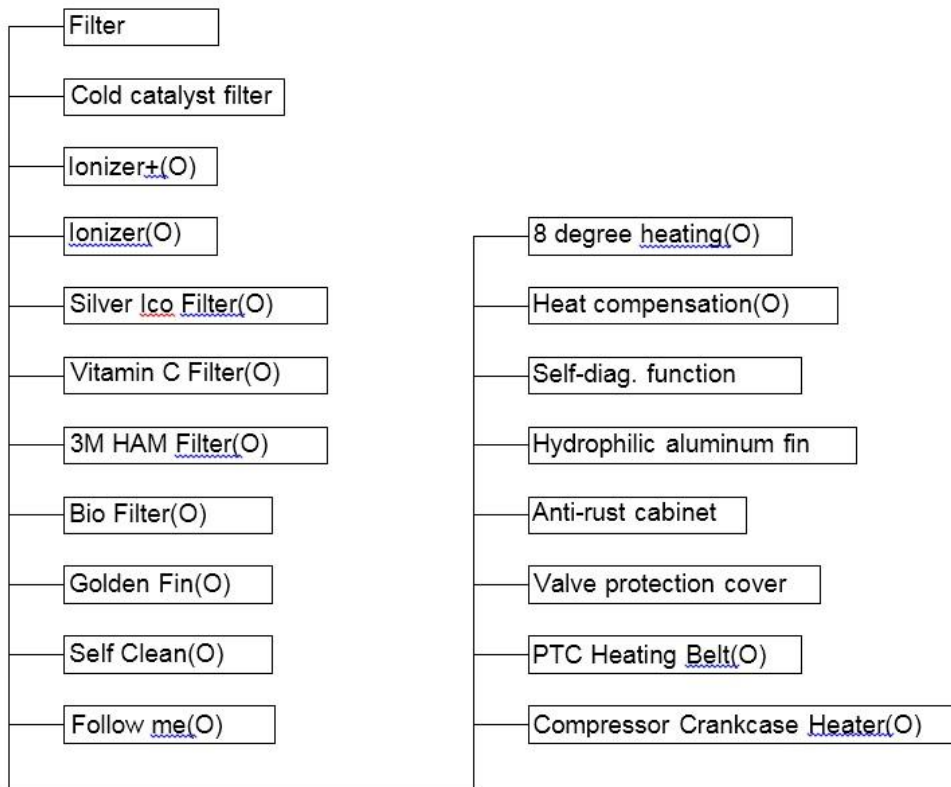 Filter
Cold catalyst filter
Ionizer+(O)
Ionizer(O)
Silver Ico Filter(O)
Vitamin C Filter(O)
3M HAM Filter(O)
Bio Filter(O)
Golden Fin(O)
Self Clean(O)
Follow me(O)
8 degree heating(O)
Heat compensation(O)
Self-diag. function
Hydrophilic aluminum fin
Anti-rust cabinet
Valve protection cover
PTC Heating Belt(O)
Compressor Crankcase Heater(O)